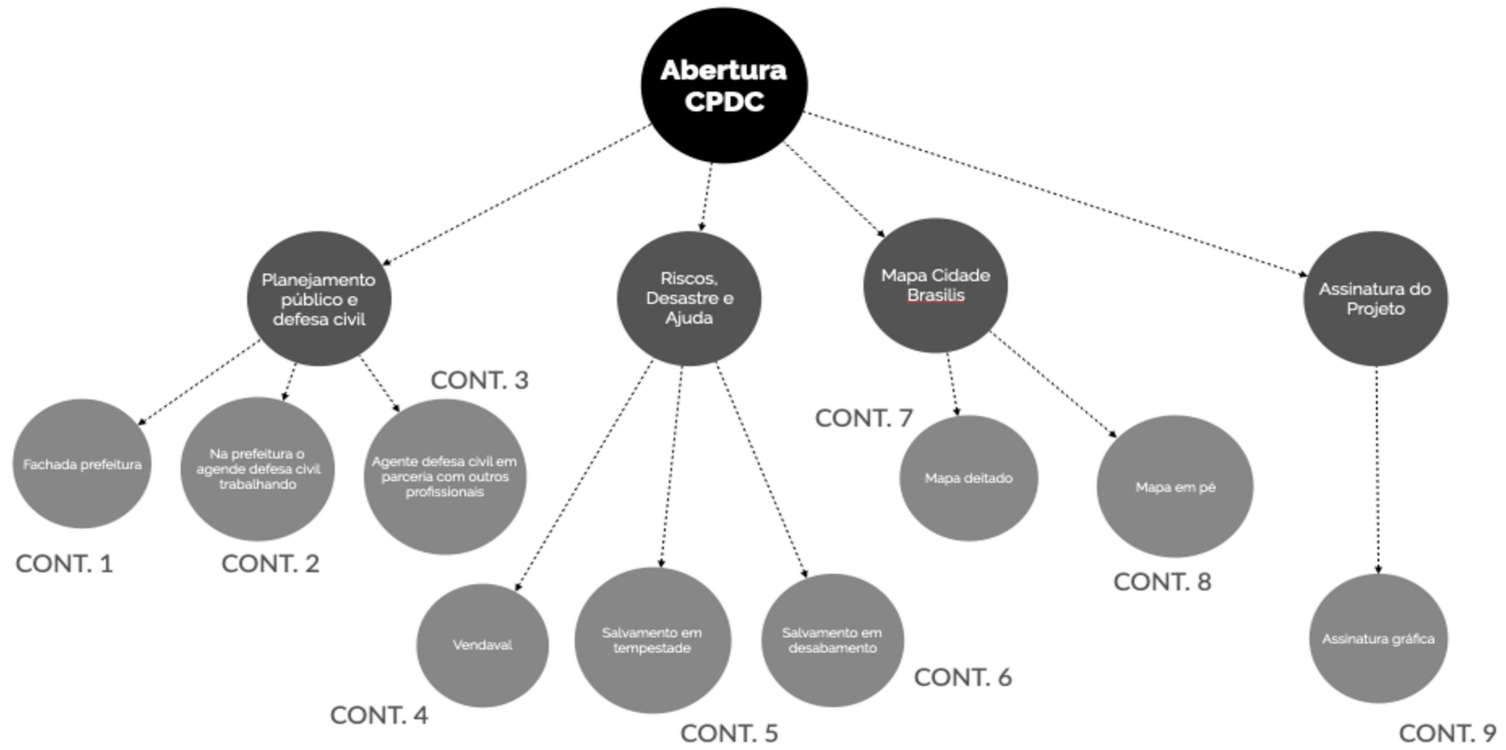 Abertura
CPDC
Planejamento
público e
defesa civil
Riscos,
Desastre e
Ajuda
Mapa Cidade
Brasilis
Assinatura do
Projeto
Fachada prefeitura
CONT. 1
Na prefeitura o
agende defesa civil
trabalhando
CONT. 2
CONT. 3
Agente defesa civil em
parceria com outros
profissionais
Vendaval
CONT. 4
Salvamento em
tempestade
CONT. 5
Salvamento em
desabamento
CONT. 6
CONT. 7
Mapa deitado
Mapa em pé
CONT. 8
Assinatura gráfica
CONT. 9